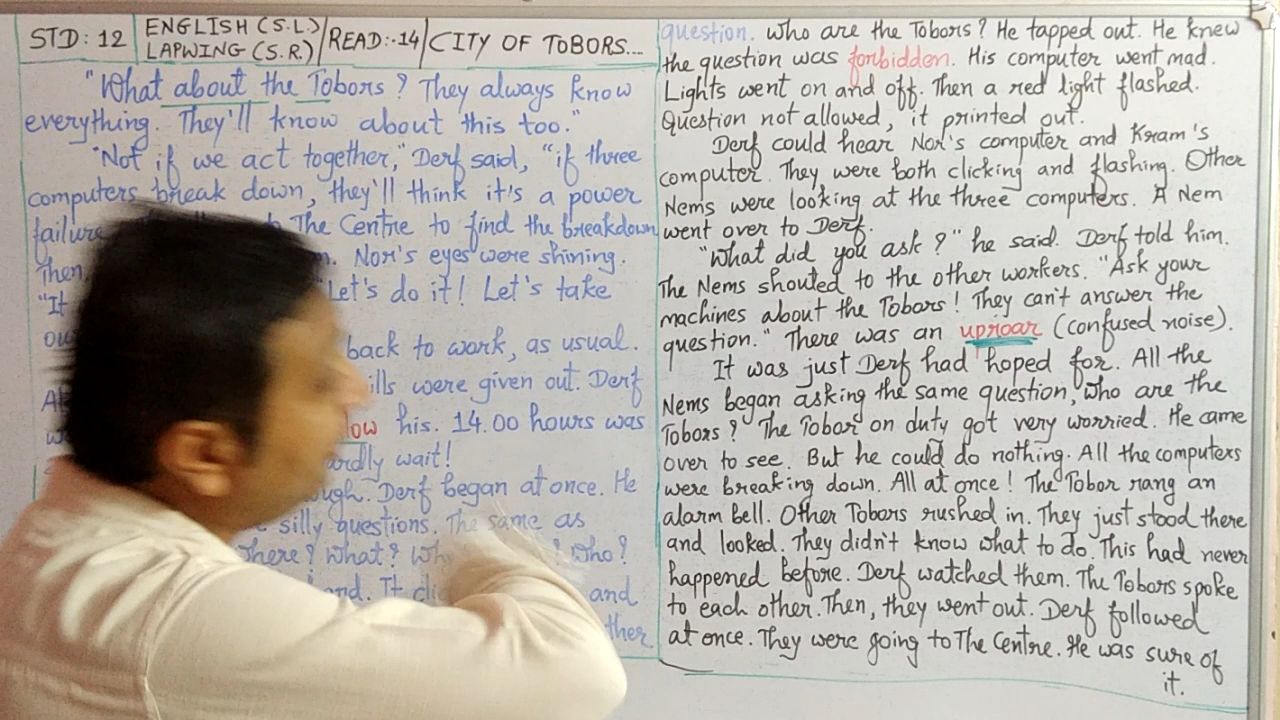 STD: 12 ENGLISH (S.L.) LAPWING (S.R.) READ:-14 CITY OF TOBORS...
"What about the Tobors? They always know
everything. They'll know about this too."
"Not if we act together," Derf said, "if three
computers break down, they'll think it's a power
failure The Centre to find the breakdown
Then, Nor's eyes were shining.
"It Let's do it! Let's take
back to work, as usual.
were given out. Derf
his. 14.00 hours was
wait!
Derf began at once. He
silly questions. The same as
There? What? Who?
It and
question. Who are the Tobors? He tapped out. He knew
the question was forbidden. His computer went mad.
Lights went on and off. Then a red light flashed.
Question not allowed, it printed out.
Derf could hear Nor's computer and Kram's
computer. They were both clicking and flashing. Other
Nems were looking at the three computers. A Nem
went over to Derf.
"What did you ask?" he said. Derf told him.
The Nems shouted to the other workers. "Ask your
machines about the Tobors! They can't answer the
question." There was an uproar (confused noise).
It was just Derf had hoped for. All the
Nems began asking the same question, Who are the
Tobors? The Tobor on duty got very worried. He came
over to see. But he could do nothing. All the computers
were breaking down. All at once! The Tobor rang an
alarm bell. Other Tobors rushed in. They just stood there
and looked. They didn't know what to do. This had never
happened before. Derf watched them. The Tobors spoke
to each other. Then, they went out. Derf followed
at once. They were going to The Centre. He was sure of
it.